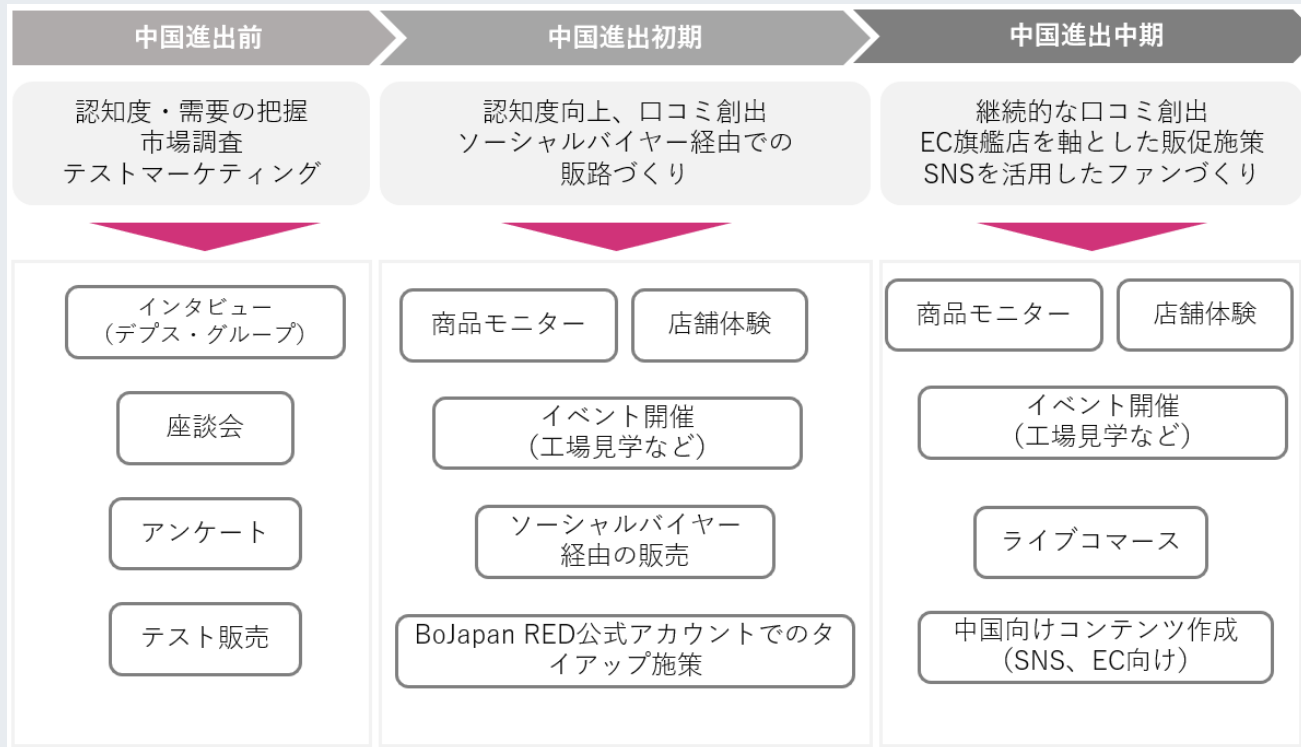 中国進出前
中国進出初期
中国進出中期
認知度・需要の把握
市場調査
テストマーケティング
認知度向上、口コミ創出
ソーシャルバイヤー経由での
販路づくり
継続的な口コミ創出
EC旗艦店を軸とした販促施策
SNSを活用したファンづくり
インタビュー
（デプス・グループ）
座談会
アンケート
テスト販売
商品モニター
店舗体験
イベント開催
（工場見学など）
ソーシャルバイヤー
経由の販売
BoJapan RED公式アカウントでのタ
イアップ施策
商品モニター
店舗体験
イベント開催
（工場見学など）
ライブコマース
中国向けコンテンツ作成
（SNS、EC向け）